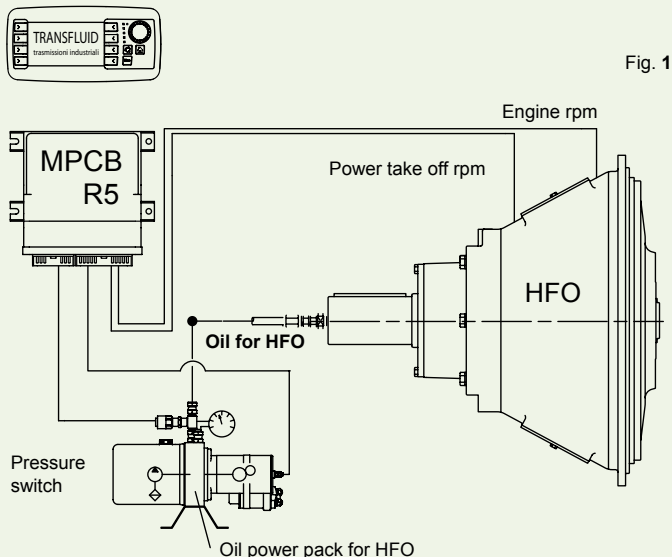 TRANSFLUID
trasmissioni industriali
Fig. 1
Engine rpm
MPCB
R5
Power take off rpm
HFO
Oil for HFO
Pressure
switch
Oil power pack for HFO